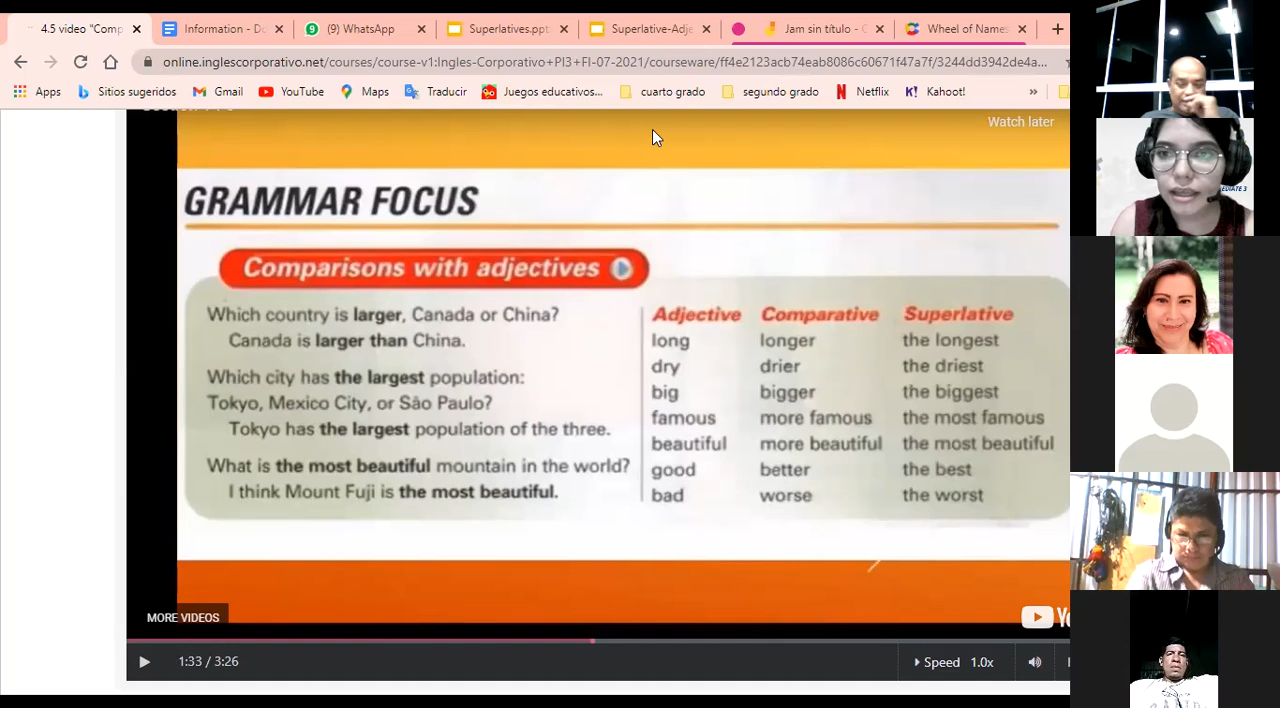 4.5 video "Comp
Information - Do
(9) WhatsApp
Superlatives.ppt
Superlative-Adje
Jam sin título - G
Wheel of Names
online.inglescorporativo.net/courses/course-v1:Ingles-Corporativo+PI3+FI-07-2021/courseware/ff4e2123acb74eab8086c60671f47a7f/3244dd3942de4a...
Apps
Sitios sugeridos
Gmail
YouTube
Maps
Traducir
Juegos educativos...
cuarto grado
segundo grado
Netflix
Kahoot!
»
Watch later
GRAMMAR FOCUS
Comparisons with adjectives
Which country is larger, Canada or China?
Canada is larger than China.
Which city has the largest population:
Tokyo, Mexico City, or São Paulo?
Tokyo has the largest population of the three.
What is the most beautiful mountain in the world?
I think Mount Fuji is the most beautiful.
Adjective Comparative Superlative
long longer the longest
dry drier the driest
big bigger the biggest
famous more famous the most famous
beautiful more beautiful the most beautiful
good better the best
bad worse the worst
MORE VIDEOS
1:33 / 3:26
Speed 1.0x
EDIATE 3